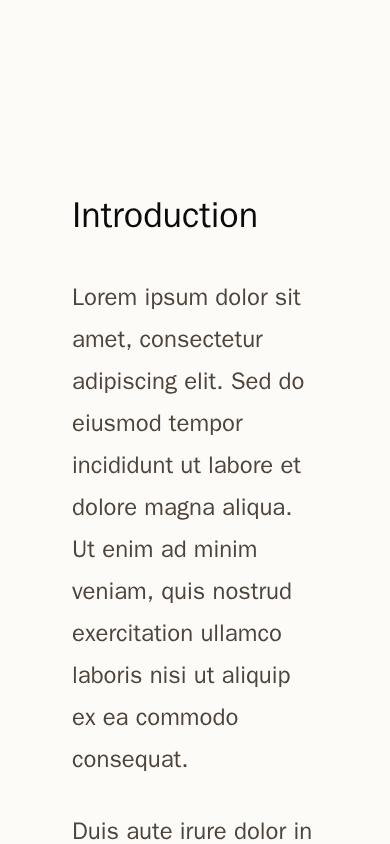 Introduction
Lorem ipsum dolor sit
amet, consectetur
adipiscing elit. Sed do
eiusmod tempor
incididunt ut labore et
dolore magna aliqua.
Ut enim ad minim
veniam, quis nostrud
exercitation ullamco
laboris nisi ut aliquip
ex ea commodo
consequat.
Duis aute irure dolor in